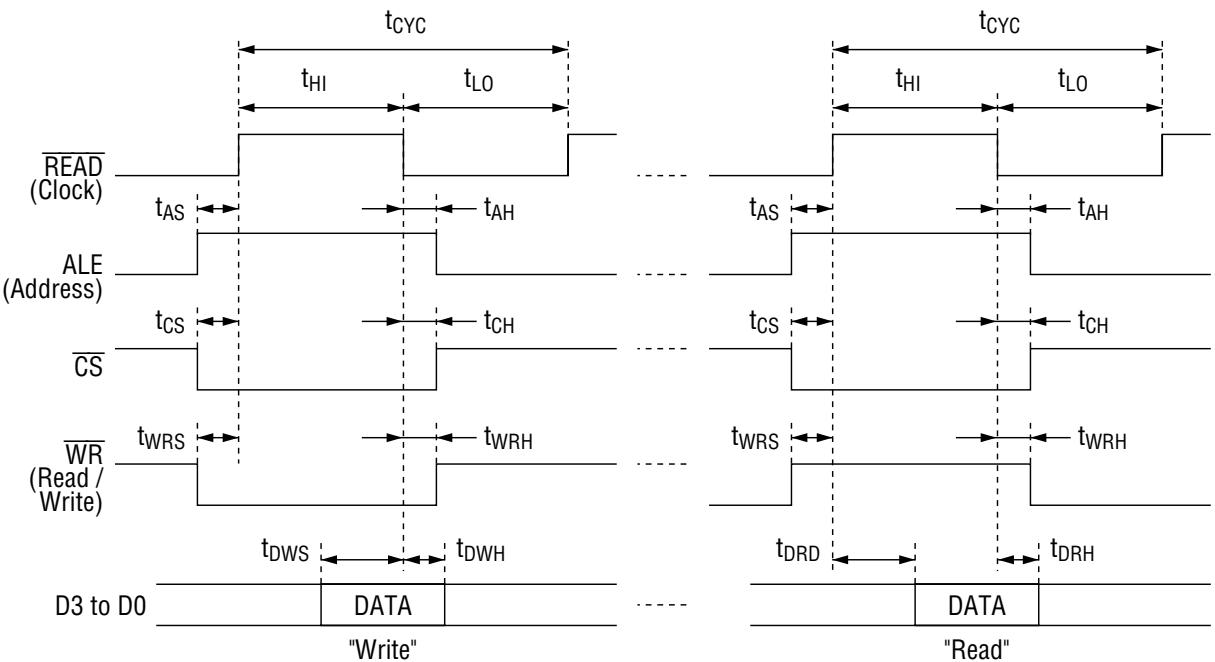 tCYC tCYC
tHI tLO tHI tLO
READ
(Clock)
tAS tAH tAS tAH
ALE
(Address)
tCS tCH tCS tCH
CS
tWRS tWRH tWRS tWRH
WR
(Read /
Write)
tDWS tDWH tDRD tDRH
D3 to D0 DATA DATA
"Write" "Read"